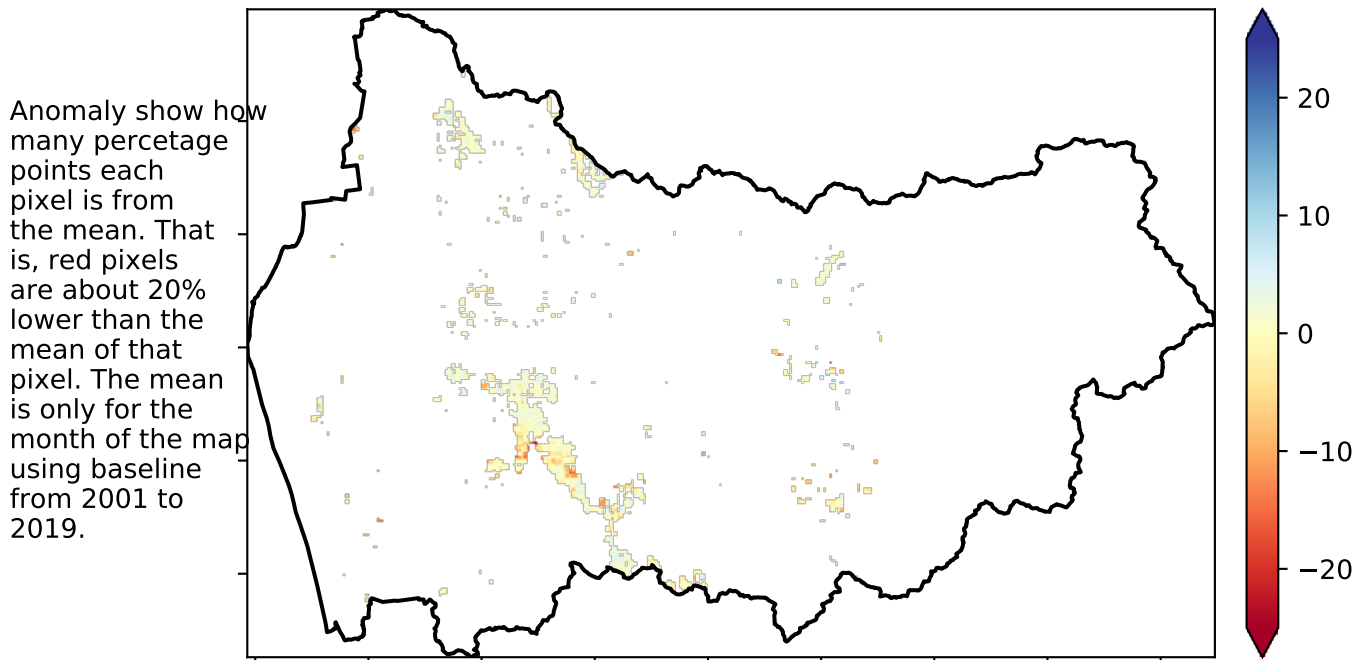 Anomaly show how
many percetage
points each
pixel is from
the mean. That
is, red pixels
are about 20%
lower than the
mean of that
pixel. The mean
is only for the
month of the map
using baseline
from 2001 to
2019.
20
10
0
−10
−20